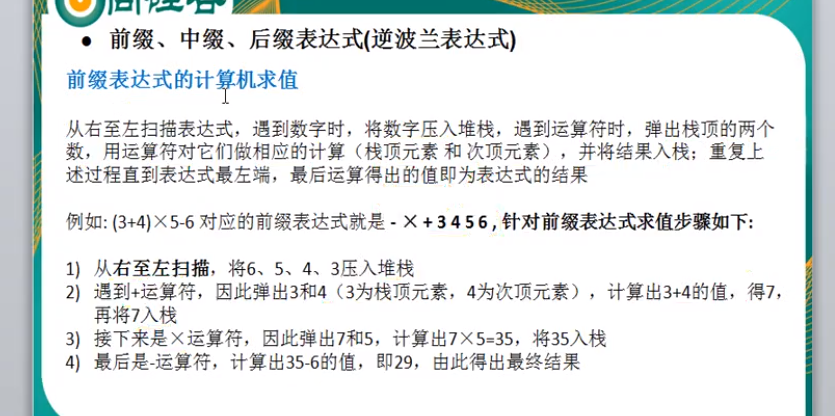 ● 前缀、中缀、后缀表达式(逆波兰表达式)
前缀表达式的计算机求值
从右至左扫描表达式，遇到数字时，将数字压入堆栈，遇到运算符时，弹出栈顶的两个
数，用运算符对它们做相应的计算（栈顶元素 和 次顶元素），并将结果入栈；重复上
述过程直到表达式最左端，最后运算得出的值即为表达式的结果
例如: (3+4)×5-6 对应的前缀表达式就是 - × + 3 4 5 6 , 针对前缀表达式求值步骤如下:
1) 从右至左扫描，将6、5、4、3压入堆栈
2) 遇到+运算符，因此弹出3和4（3为栈顶元素，4为次顶元素），计算出3+4的值，得7，
再将7入栈
3) 接下来是×运算符，因此弹出7和5，计算出7×5=35，将35入栈
4) 最后是-运算符，计算出35-6的值，即29，由此得出最终结果